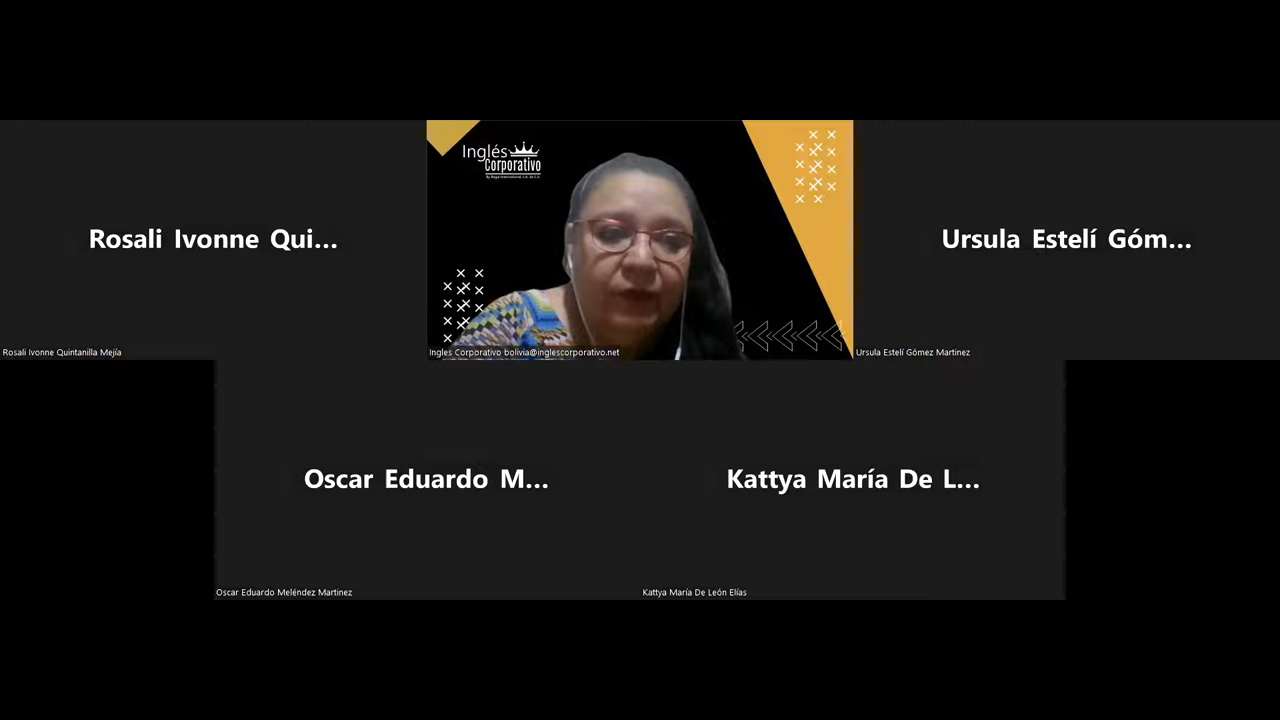 Rosali Ivonne Qui...
Rosali Ivonne Quintanilla Mejía
Inglés
Corporativo
Ingles Corporativo bolivia@inglescorporativo.net
Ursula Estelí Góm...
Ursula Estelí Gómez Martinez
Oscar Eduardo M...
Oscar Eduardo Meléndez Martinez
Kattya María De L...
Kattya María De León Elías